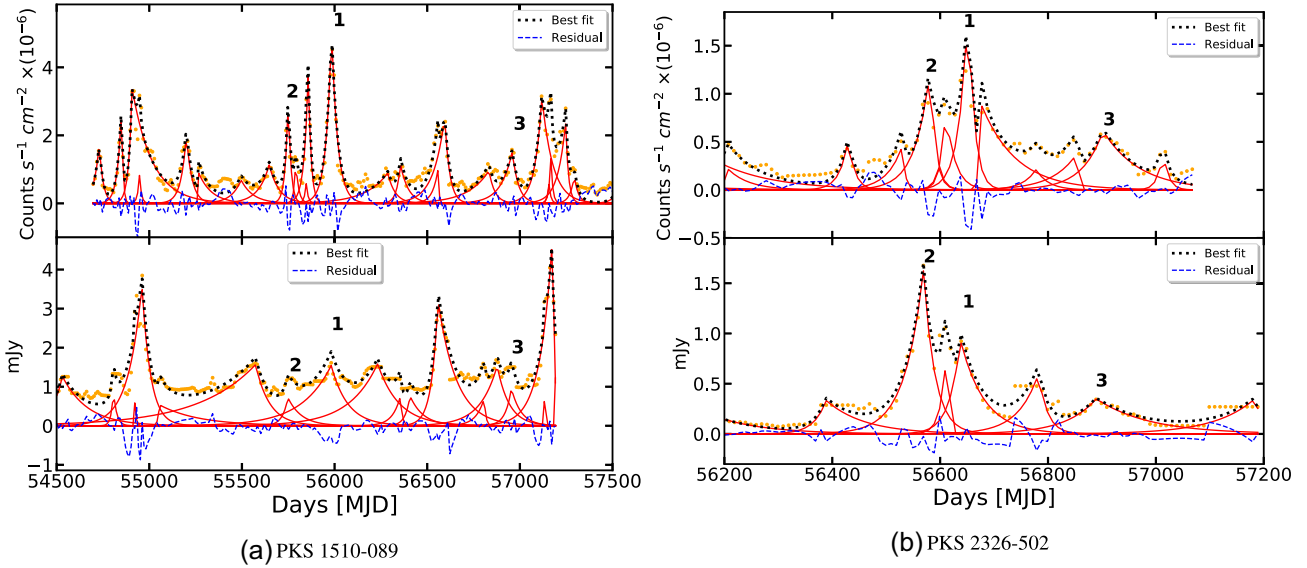 Counts s⁻¹ cm⁻² ×(10⁻⁶)
4
2
0
1
2
3
Best fit
Residual
mJy
4
3
2
1
0
−1
1
2
3
Best fit
Residual
54500 55000 55500 56000 56500 57000 57500
Days [MJD]
(a) PKS 1510-089
Counts s⁻¹ cm⁻² ×(10⁻⁶)
1.5
1.0
0.5
0.0
−0.5
1
2
3
Best fit
Residual
mJy
1.5
1.0
0.5
0.0
2
1
3
Best fit
Residual
56200 56400 56600 56800 57000 57200
Days [MJD]
(b) PKS 2326-502